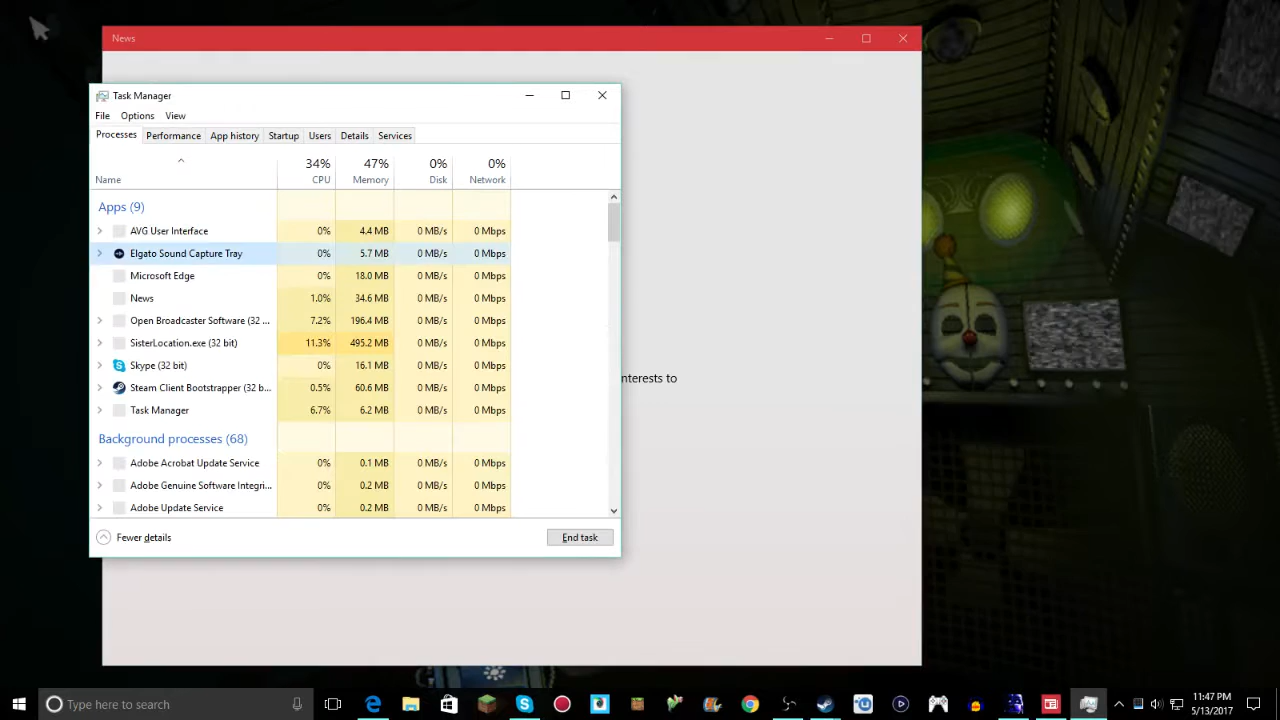 News
Task Manager
File Options View
Processes Performance App history Startup Users Details Services
34% 47% 0% 0%
Name CPU Memory Disk Network
Apps (9)
AVG User Interface 0% 4.4 MB 0 MB/s 0 Mbps
Elgato Sound Capture Tray 0% 5.7 MB 0 MB/s 0 Mbps
Microsoft Edge 0% 18.0 MB 0 MB/s 0 Mbps
News 1.0% 34.6 MB 0 MB/s 0 Mbps
Open Broadcaster Software (32 ... 7.2% 196.4 MB 0 MB/s 0 Mbps
SisterLocation.exe (32 bit) 11.3% 495.2 MB 0 MB/s 0 Mbps
Skype (32 bit) 0% 16.1 MB 0 MB/s 0 Mbps
nterests to
Steam Client Bootstrapper (32 b... 0.5% 60.6 MB 0 MB/s 0 Mbps
Task Manager 6.7% 6.2 MB 0 MB/s 0 Mbps
Background processes (68)
Adobe Acrobat Update Service 0% 0.1 MB 0 MB/s 0 Mbps
Adobe Genuine Software Integri... 0% 0.2 MB 0 MB/s 0 Mbps
Adobe Update Service 0% 0.2 MB 0 MB/s 0 Mbps
Fewer details End task
Type here to search
11:47 PM
5/13/2017